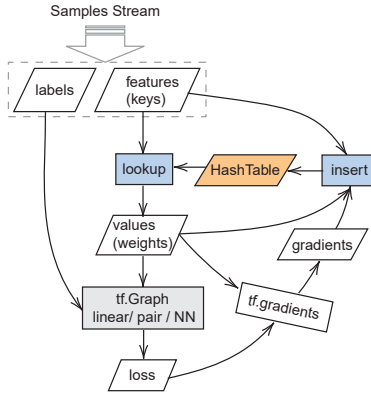 Samples Stream
labels
features
(keys)
lookup
HashTable
insert
values
(weights)
gradients
tf.Graph
linear/ pair / NN
tf.gradients
loss